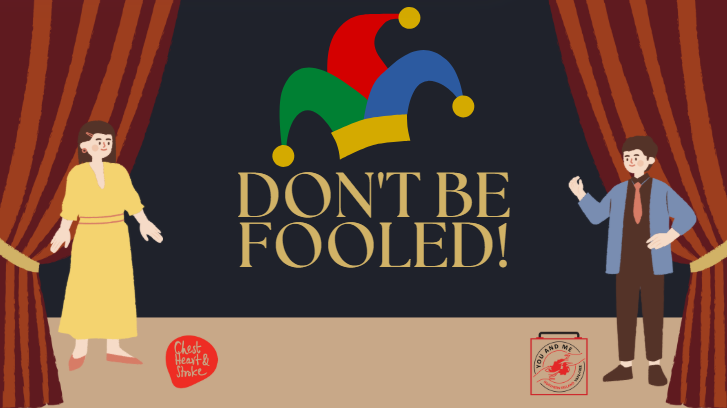 DON'T BE
FOOLED!
Chest
Heart &
Stroke
YOU AND ME